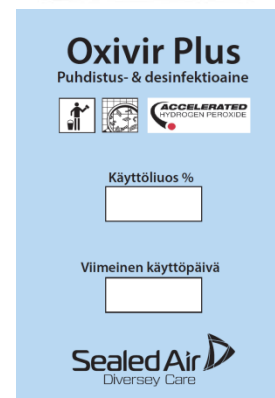 Oxivir Plus
Puhdistus- & desinfektioaine
ACCELERATED
HYDROGEN PEROXIDE
Käyttöliuos %
Viimeinen käyttöpäivä
Sealed Air
Diversey Care